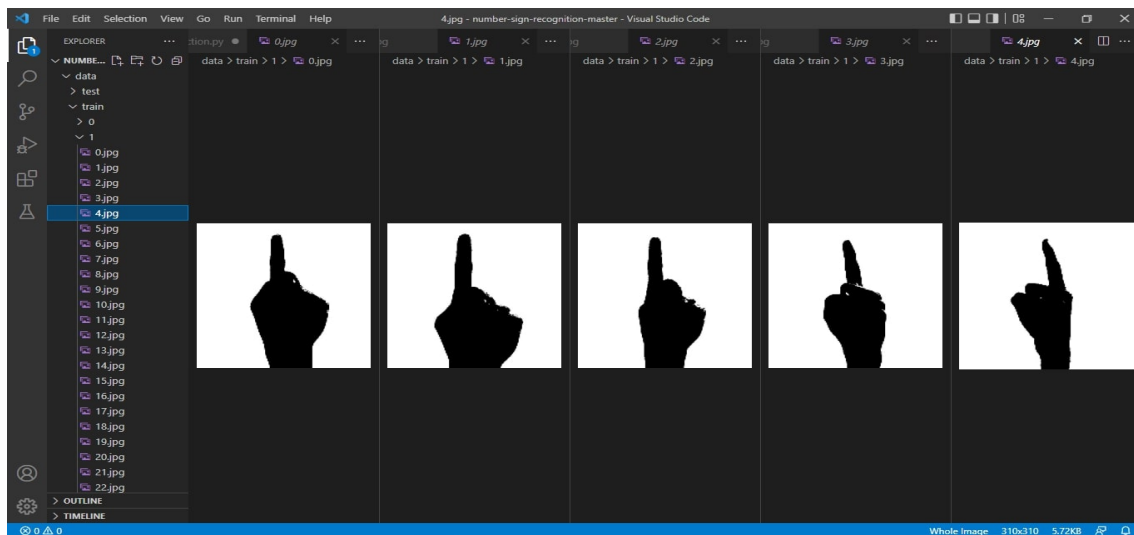 File Edit Selection View Go Run Terminal Help
4.jpg - number-sign-recognition-master - Visual Studio Code
EXPLORER
NUMBE...
data
test
train
0
1
0.jpg
1.jpg
2.jpg
3.jpg
4.jpg
5.jpg
6.jpg
7.jpg
8.jpg
9.jpg
10.jpg
11.jpg
12.jpg
13.jpg
14.jpg
15.jpg
16.jpg
17.jpg
18.jpg
19.jpg
20.jpg
21.jpg
22.jpg
OUTLINE
TIMELINE
tion.py
0.jpg
data > train > 1 > 0.jpg
1.jpg
data > train > 1 > 1.jpg
2.jpg
data > train > 1 > 2.jpg
3.jpg
data > train > 1 > 3.jpg
4.jpg
data > train > 1 > 4.jpg
1
0 0
Whole Image 310x310 5.72KB